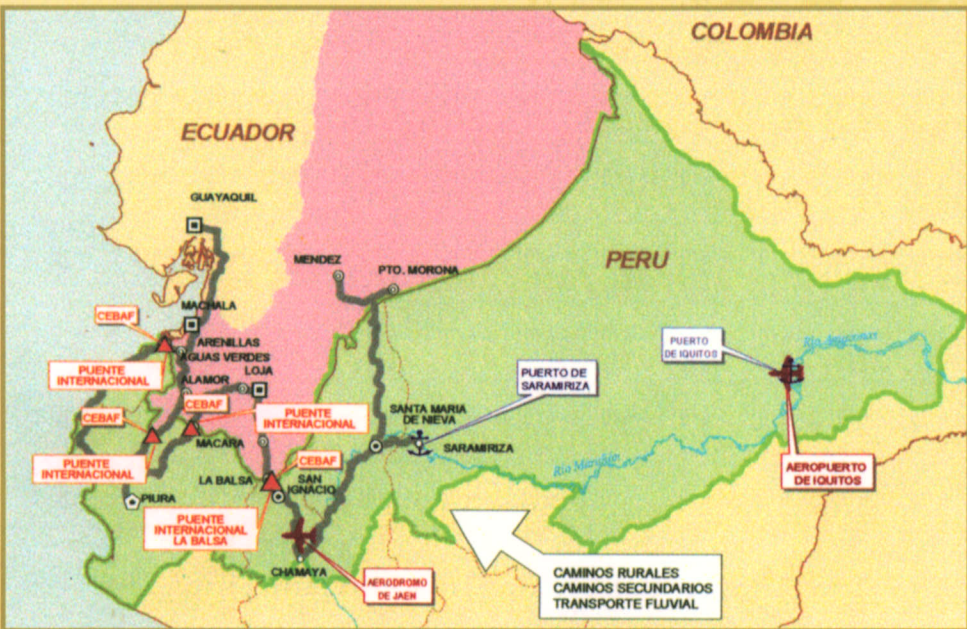 COLOMBIA
ECUADOR
GUAYAQUIL
MENDEZ
PTO. MORONA
PERU
MACHALA
CEBAF
ARENILLAS
AGUAS VERDES
LOJA
PUENTE
INTERNACIONAL
ALAMOR
CEBAF
CEBAF
PUENTE
INTERNACIONAL
MACARA
PUENTE
INTERNACIONAL
PUERTO
DE IQUITOS
Río Amazonas
PUERTO DE
SARAMIRIZA
SANTA MARIA
DE NIEVA
SARAMIRIZA
Río Marañón
AEROPUERTO
DE IQUITOS
CEBAF
LA BALSA
SAN
IGNACIO
PIURA
PUENTE
INTERNACIONAL
LA BALSA
CHAMAYA
AERODROMO
DE JAEN
CAMINOS RURALES
CAMINOS SECUNDARIOS
TRANSPORTE FLUVIAL